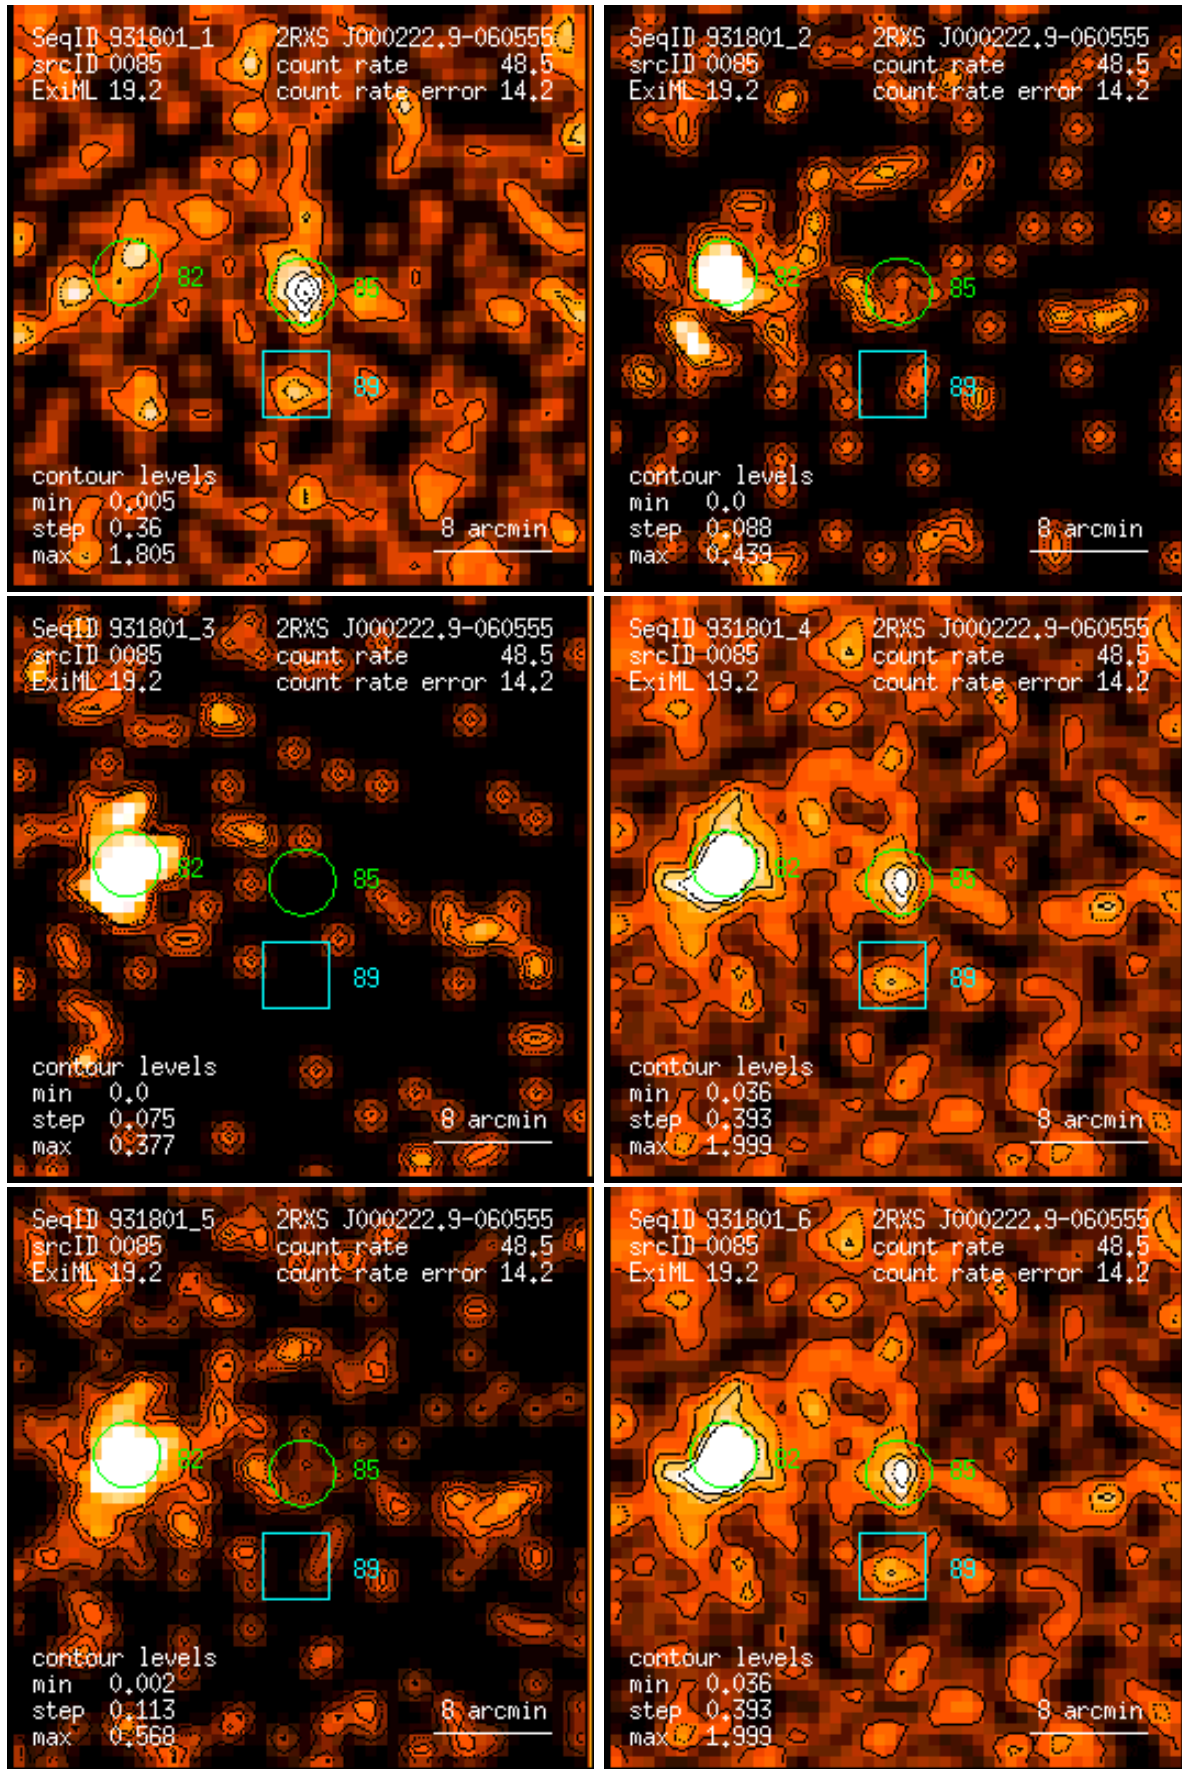 SeqID 931801_1 2RXS J000222.9-060555
srcID 0085 count rate 48.5
ExiML 19.2 count rate error 14.2
82
85
89
contour levels
min 0.005
step 0.36 8 arcmin
max 1.805
SeqID 931801_2 2RXS J000222.9-060555
srcID 0085 count rate 48.5
ExiML 19.2 count rate error 14.2
82
85
89
contour levels
min 0.0
step 0.088 8 arcmin
max 0.439
SeqID 931801_3 2RXS J000222.9-060555
srcID 0085 count rate 48.5
ExiML 19.2 count rate error 14.2
82
85
89
contour levels
min 0.0
step 0.075 8 arcmin
max 0.377
SeqID 931801_4 2RXS J000222.9-060555
srcID 0085 count rate 48.5
ExiML 19.2 count rate error 14.2
82
85
89
contour levels
min 0.036
step 0.393 8 arcmin
max 1.999
SeqID 931801_5 2RXS J000222.9-060555
srcID 0085 count rate 48.5
ExiML 19.2 count rate error 14.2
82
85
89
contour levels
min 0.002
step 0.113 8 arcmin
max 0.568
SeqID 931801_6 2RXS J000222.9-060555
srcID 0085 count rate 48.5
ExiML 19.2 count rate error 14.2
82
85
89
contour levels
min 0.036
step 0.393 8 arcmin
max 1.999